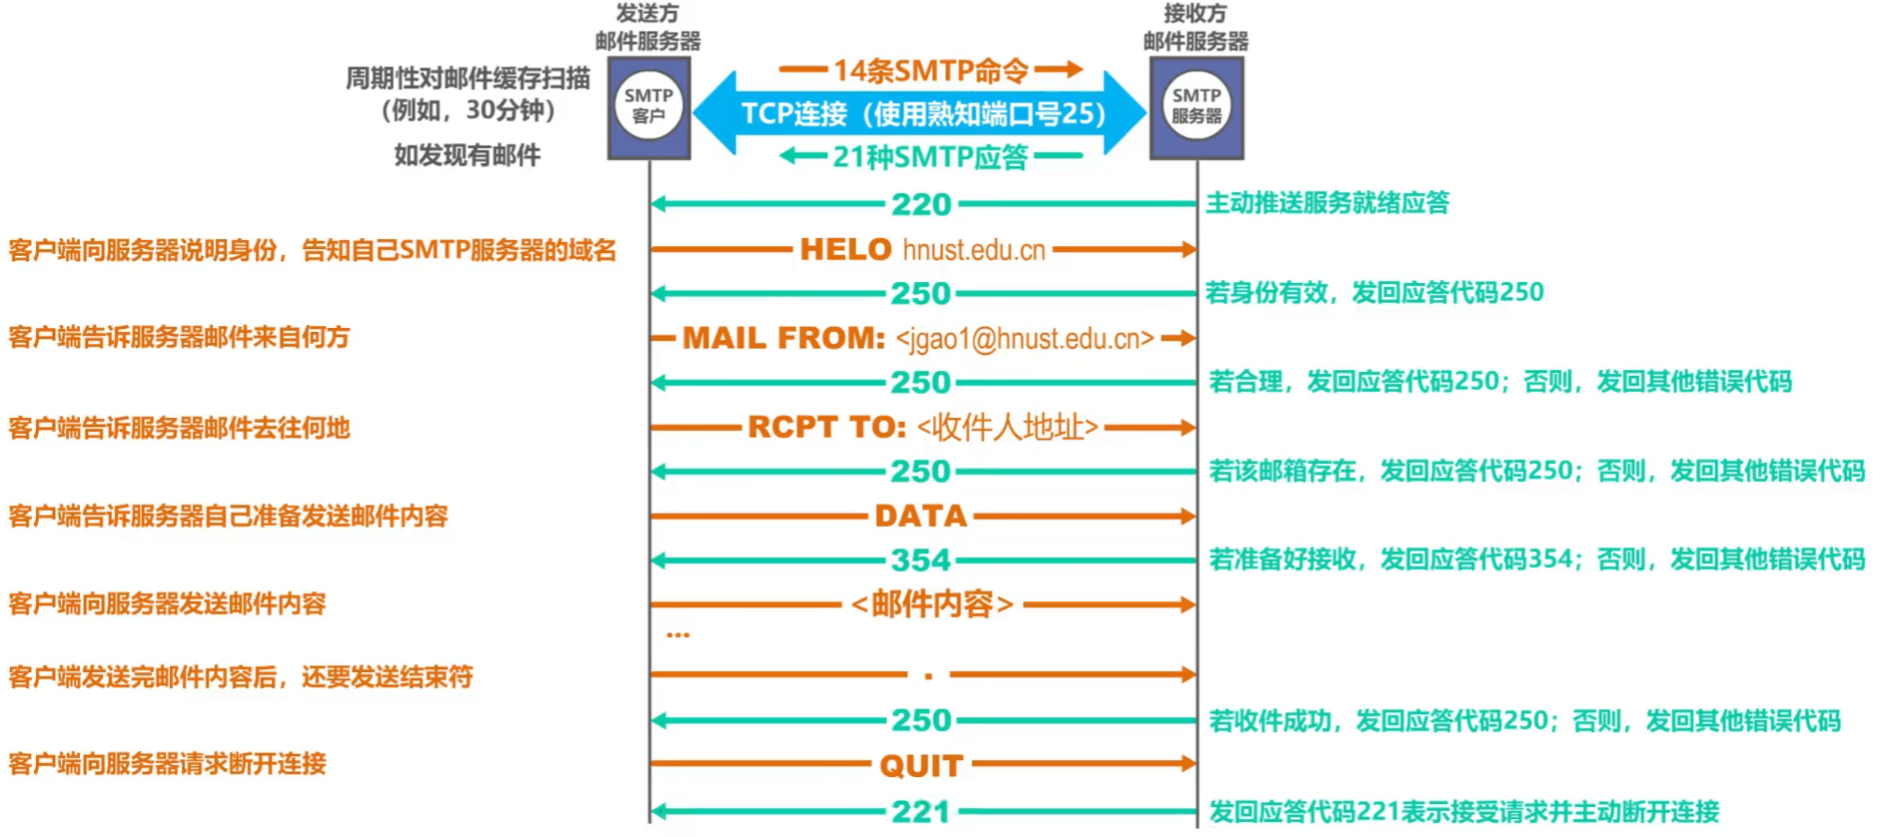 发送方
邮件服务器
接收方
邮件服务器
周期性对邮件缓存扫描
（例如，30分钟）
如发现有邮件
SMTP
客户
14条SMTP命令
TCP连接（使用熟知端口号25）
21种SMTP应答
SMTP
服务器
220
主动推送服务就绪应答
客户端向服务器说明身份，告知自己SMTP服务器的域名
HELO hnust.edu.cn
250
若身份有效，发回应答代码250
客户端告诉服务器邮件来自何方
MAIL FROM: <jgao1@hnust.edu.cn>
250
若合理，发回应答代码250；否则，发回其他错误代码
客户端告诉服务器邮件去往何地
RCPT TO: <收件人地址>
250
若该邮箱存在，发回应答代码250；否则，发回其他错误代码
客户端告诉服务器自己准备发送邮件内容
DATA
354
若准备好接收，发回应答代码354；否则，发回其他错误代码
客户端向服务器发送邮件内容
<邮件内容>
...
客户端发送完邮件内容后，还要发送结束符
.
250
若收件成功，发回应答代码250；否则，发回其他错误代码
客户端向服务器请求断开连接
QUIT
221
发回应答代码221表示接受请求并主动断开连接